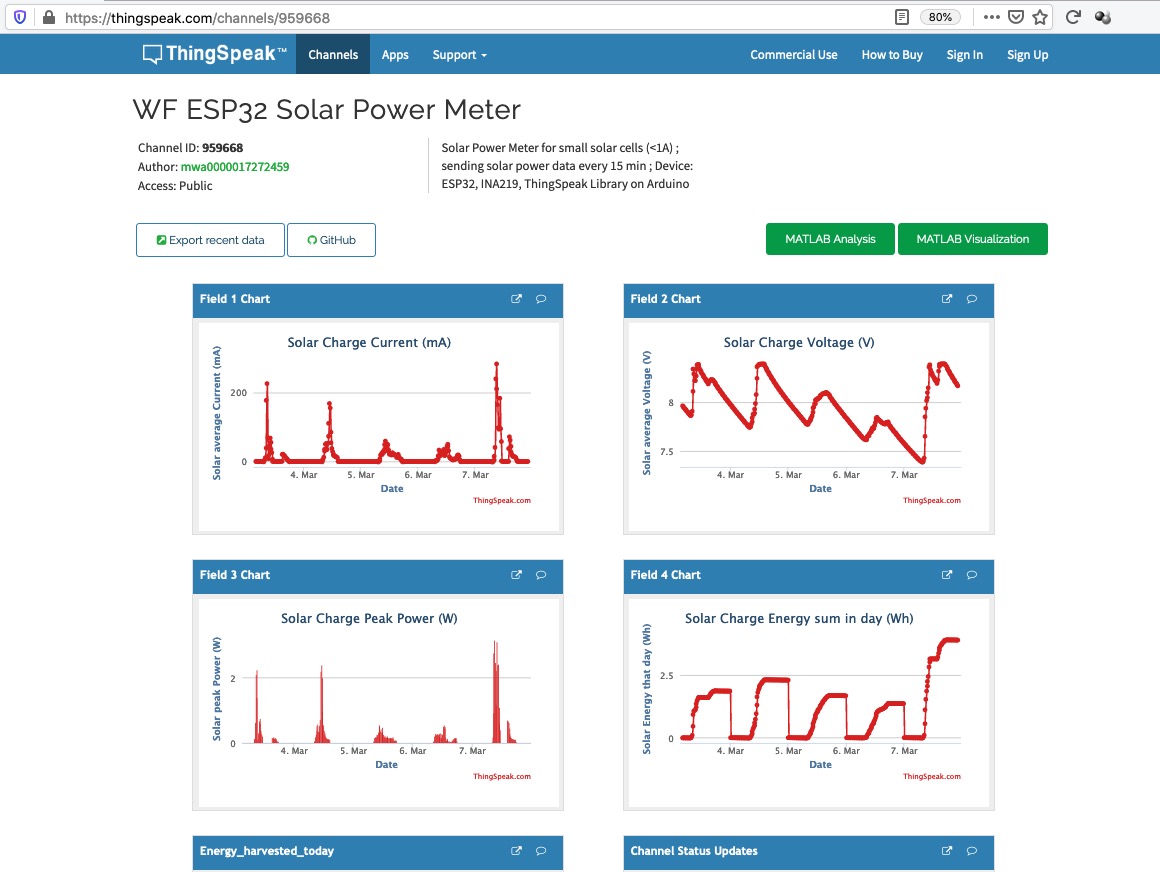 https://thingspeak.com/channels/959668
80%
ThingSpeak™
Channels
Apps
Support
Commercial Use
How to Buy
Sign In
Sign Up
WF ESP32 Solar Power Meter
Channel ID: 959668
Author: mwa0000017272459
Access: Public
Solar Power Meter for small solar cells (<1A) ;
sending solar power data every 15 min ; Device:
ESP32, INA219, ThingSpeak Library on Arduino
Export recent data
GitHub
MATLAB Analysis
MATLAB Visualization
Field 1 Chart
Solar Charge Current (mA)
Solar average Current (mA)
200
0
4. Mar
5. Mar
6. Mar
7. Mar
Date
ThingSpeak.com
Field 2 Chart
Solar Charge Voltage (V)
Solar average Voltage (V)
8
7.5
4. Mar
5. Mar
6. Mar
7. Mar
Date
ThingSpeak.com
Field 3 Chart
Solar Charge Peak Power (W)
Solar peak Power (W)
2
0
4. Mar
5. Mar
6. Mar
7. Mar
Date
ThingSpeak.com
Field 4 Chart
Solar Charge Energy sum in day (Wh)
Solar Energy that day (Wh)
2.5
0
4. Mar
5. Mar
6. Mar
7. Mar
Date
ThingSpeak.com
Energy_harvested_today
Channel Status Updates